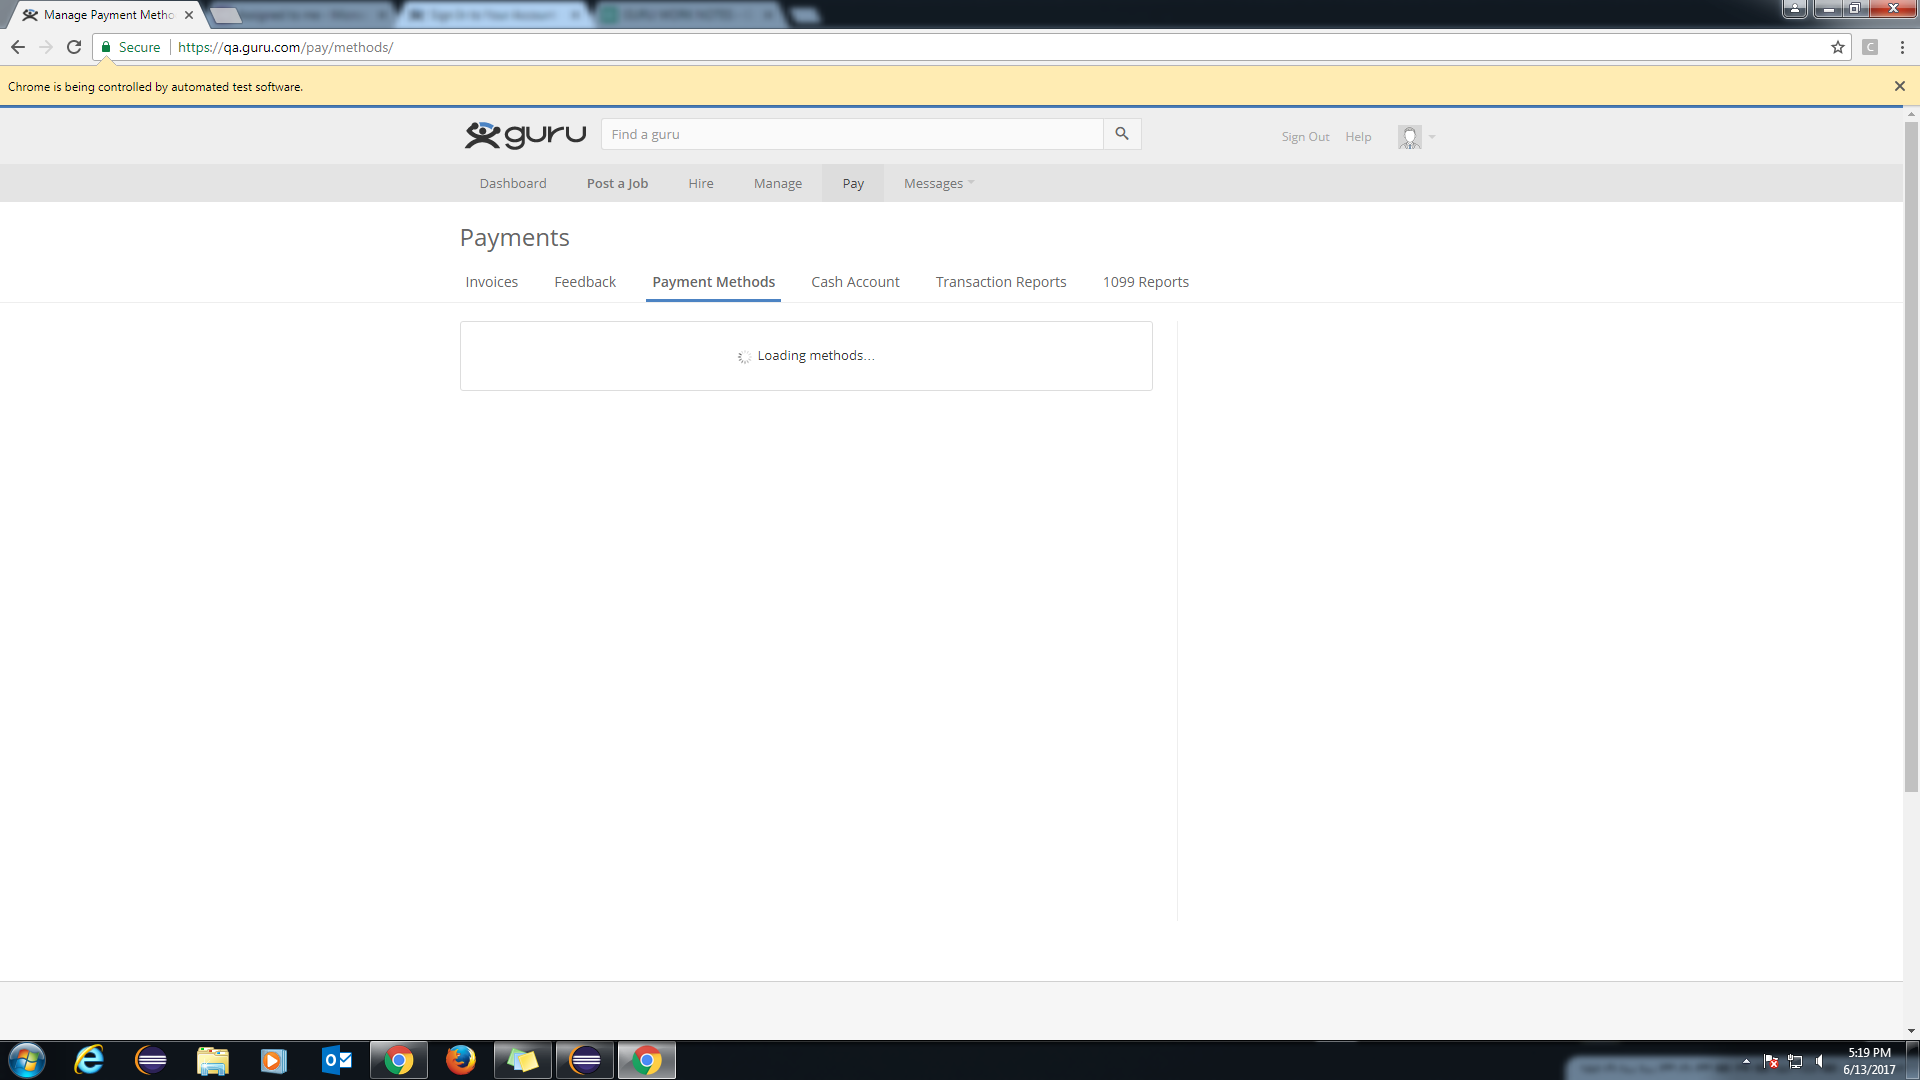 Manage Payment Metho
Secure https://qa.guru.com/pay/methods/
C
Chrome is being controlled by automated test software.
guru Find a guru Sign Out Help
Dashboard Post a Job Hire Manage Pay Messages
Payments
Invoices Feedback Payment Methods Cash Account Transaction Reports 1099 Reports
Loading methods...
5:19 PM
6/13/2017